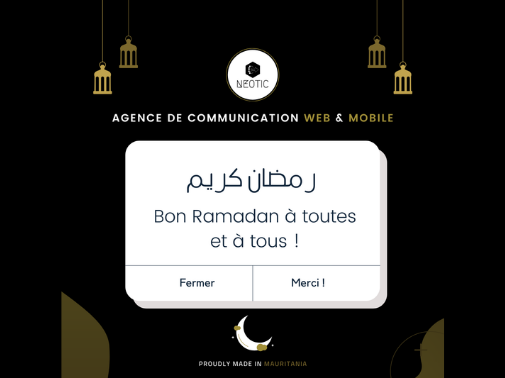 NEOTIC
AGENCE DE COMMUNICATION WEB & MOBILE
رمضان كريم
Bon Ramadan à toutes
et à tous !
Fermer
Merci !
PROUDLY MADE IN MAURITANIA